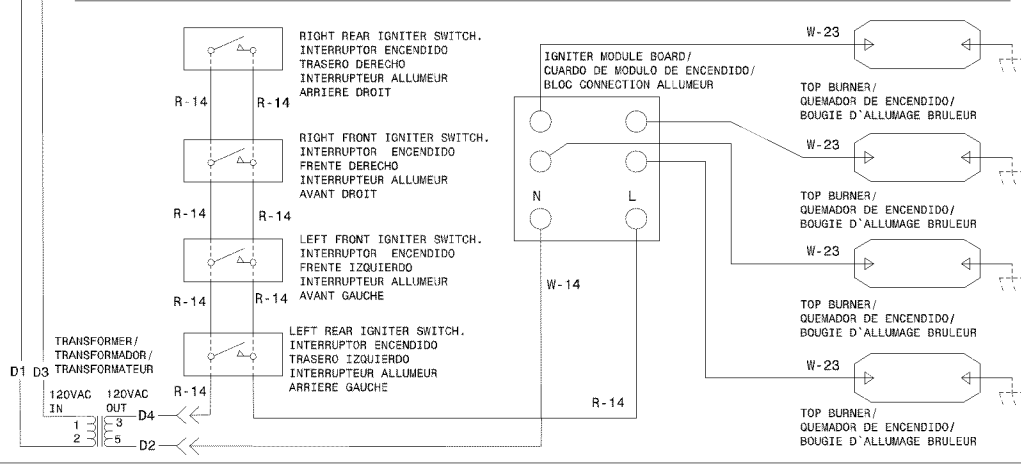 RIGHT REAR IGNITER SWITCH.
INTERRUPTOR ENCENDIDO
TRASERO DERECHO
INTERRUPTEUR ALLUMEUR
ARRIERE DROIT
R-14
R-14
RIGHT FRONT IGNITER SWITCH.
INTERRUPTOR ENCENDIDO
FRENTE DERECHO
INTERRUPTEUR ALLUMEUR
AVANT DROIT
R-14
R-14
LEFT FRONT IGNITER SWITCH.
INTERRUPTOR ENCENDIDO
FRENTE IZQUIERDO
INTERRUPTEUR ALLUMEUR
AVANT GAUCHE
R-14
R-14
LEFT REAR IGNITER SWITCH.
INTERRUPTOR ENCENDIDO
TRASERO IZQUIERDO
INTERRUPTEUR ALLUMEUR
ARRIERE GAUCHE
R-14
TRANSFORMER/
TRANSFORMADOR/
TRANSFORMATEUR
D1 D3
120VAC IN
120VAC OUT
1
2
3
5
D4
D2
IGNITER MODULE BOARD/
CUARDO DE MODULO DE ENCENDIDO/
BLOC CONNECTION ALLUMEUR
N
L
W-14
R-14
W-23
TOP BURNER/
QUEMADOR DE ENCENDIDO/
BOUGIE D`ALLUMAGE BRULEUR
W-23
TOP BURNER/
QUEMADOR DE ENCENDIDO/
BOUGIE D`ALLUMAGE BRULEUR
W-23
TOP BURNER/
QUEMADOR DE ENCENDIDO/
BOUGIE D`ALLUMAGE BRULEUR
W-23
TOP BURNER/
QUEMADOR DE ENCENDIDO/
BOUGIE D`ALLUMAGE BRULEUR